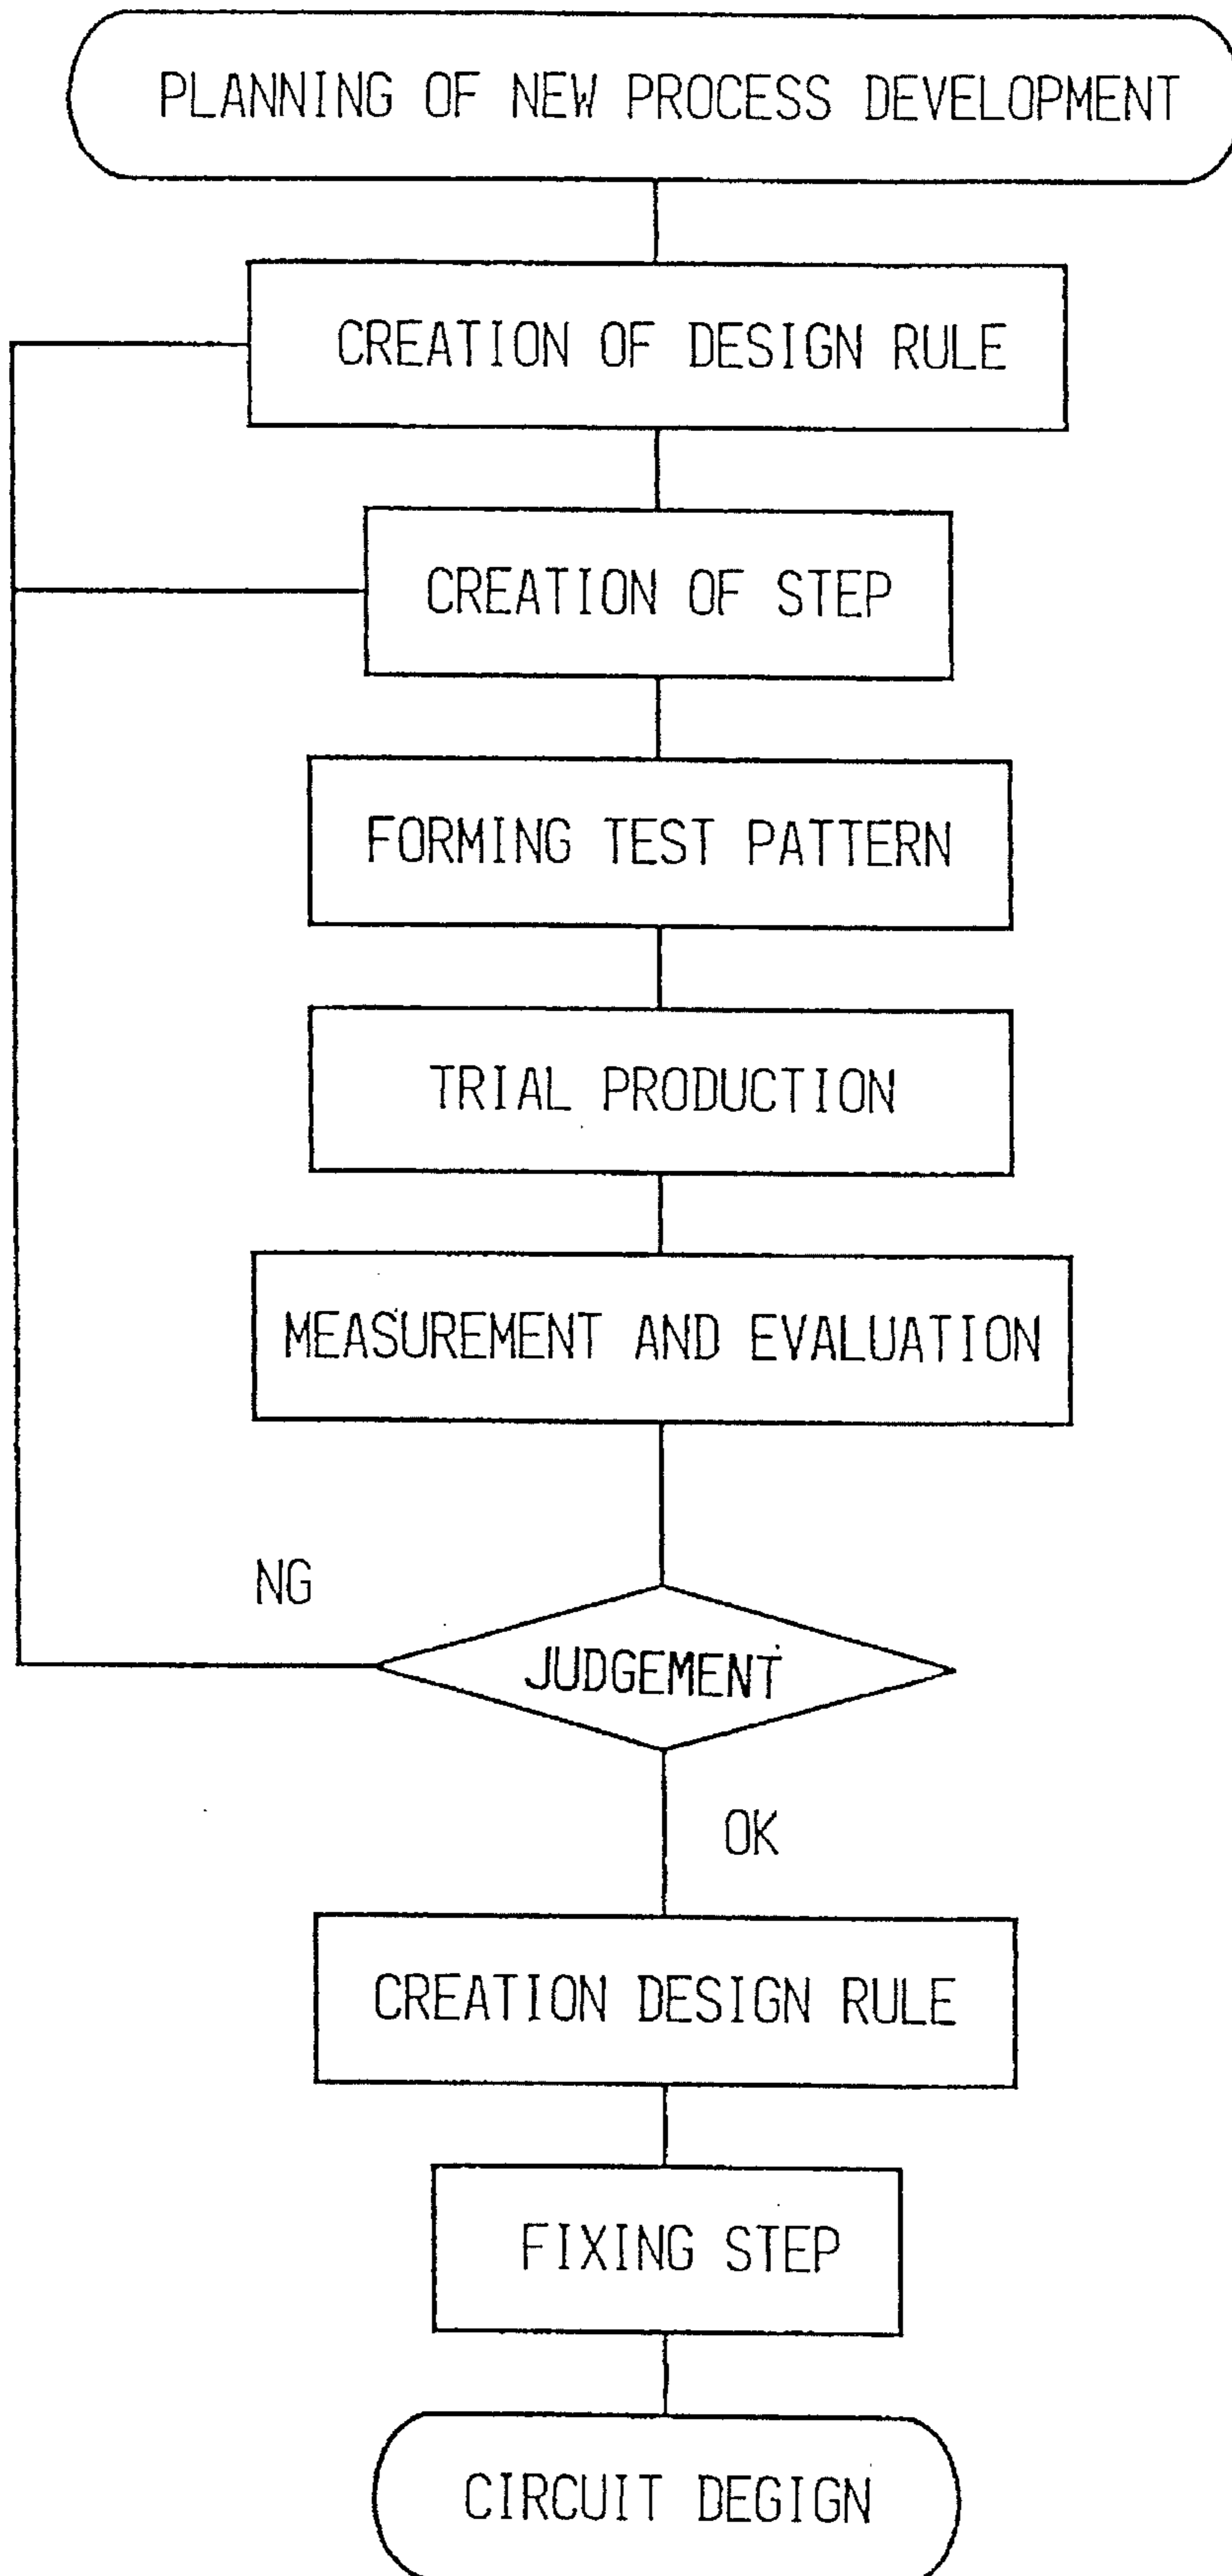 PLANNING OF NEW PROCESS DEVELOPMENT
CREATION OF DESIGN RULE
CREATION OF STEP
FORMING TEST PATTERN
TRIAL PRODUCTION
MEASUREMENT AND EVALUATION
NG
JUDGEMENT
OK
CREATION DESIGN RULE
FIXING STEP
CIRCUIT DEGIGN